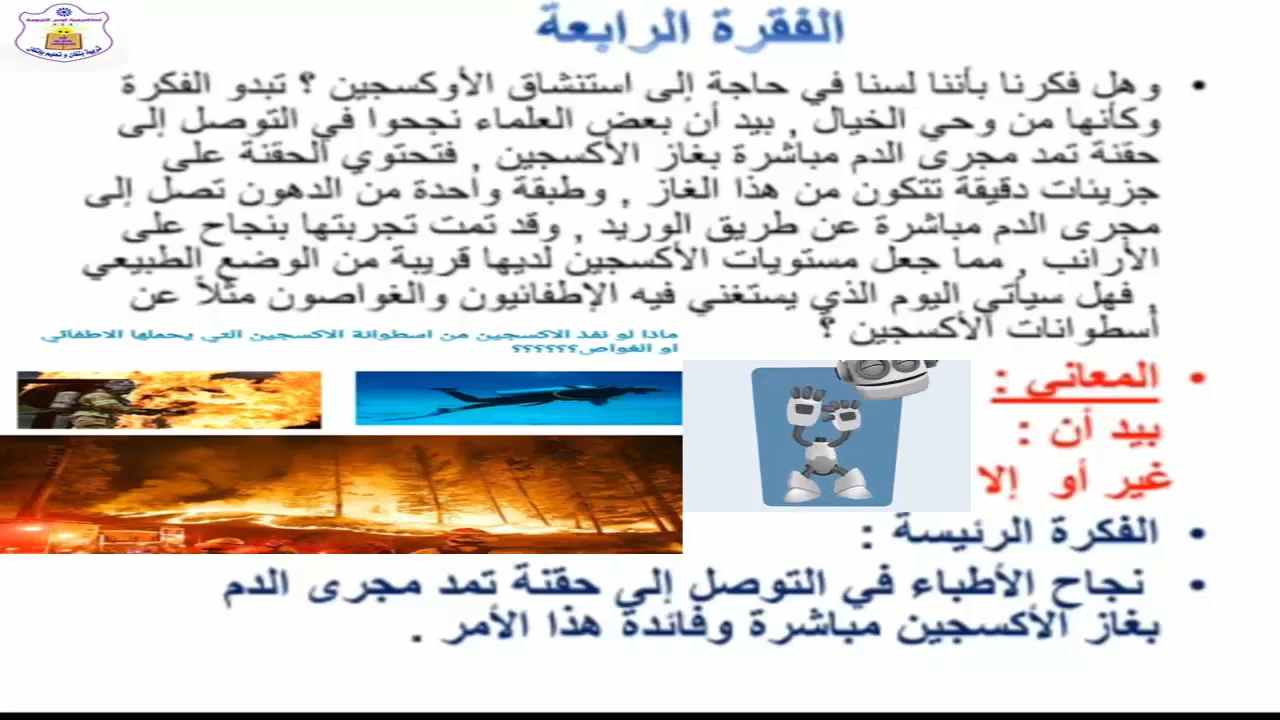 الفقرة الرابعة
• وهل فكرنا بأننا لسنا في حاجة إلى استنشاق الأوكسجين ؟ تبدو الفكرة
وكأنها من وحي الخيال , بيد أن بعض العلماء نجحوا في التوصل إلى
حقنة تمد مجرى الدم مباشرة بغاز الأكسجين , فتحتوي الحقنة على
جزيئات دقيقة تتكون من هذا الغاز , وطبقة واحدة من الدهون تصل إلى
مجرى الدم مباشرة عن طريق الوريد , وقد تمت تجربتها بنجاح على
الأرانب , مما جعل مستويات الأكسجين لديها قريبة من الوضع الطبيعي
, فهل سيأتي اليوم الذي يستغني فيه الإطفائيون والغواصون مثلاً عن
أسطوانات الأكسجين ؟
ماذا لو نفذ الاكسجين من اسطوانة الاكسجين التي يحملها الاطفائي
او الغواص؟؟؟؟؟؟
• المعاني :
بيد أن :
غير أو إلا
• الفكرة الرئيسة :
• نجاح الأطباء في التوصل إلى حقنة تمد مجرى الدم
بغاز الأكسجين مباشرة وفائدة هذا الأمر .